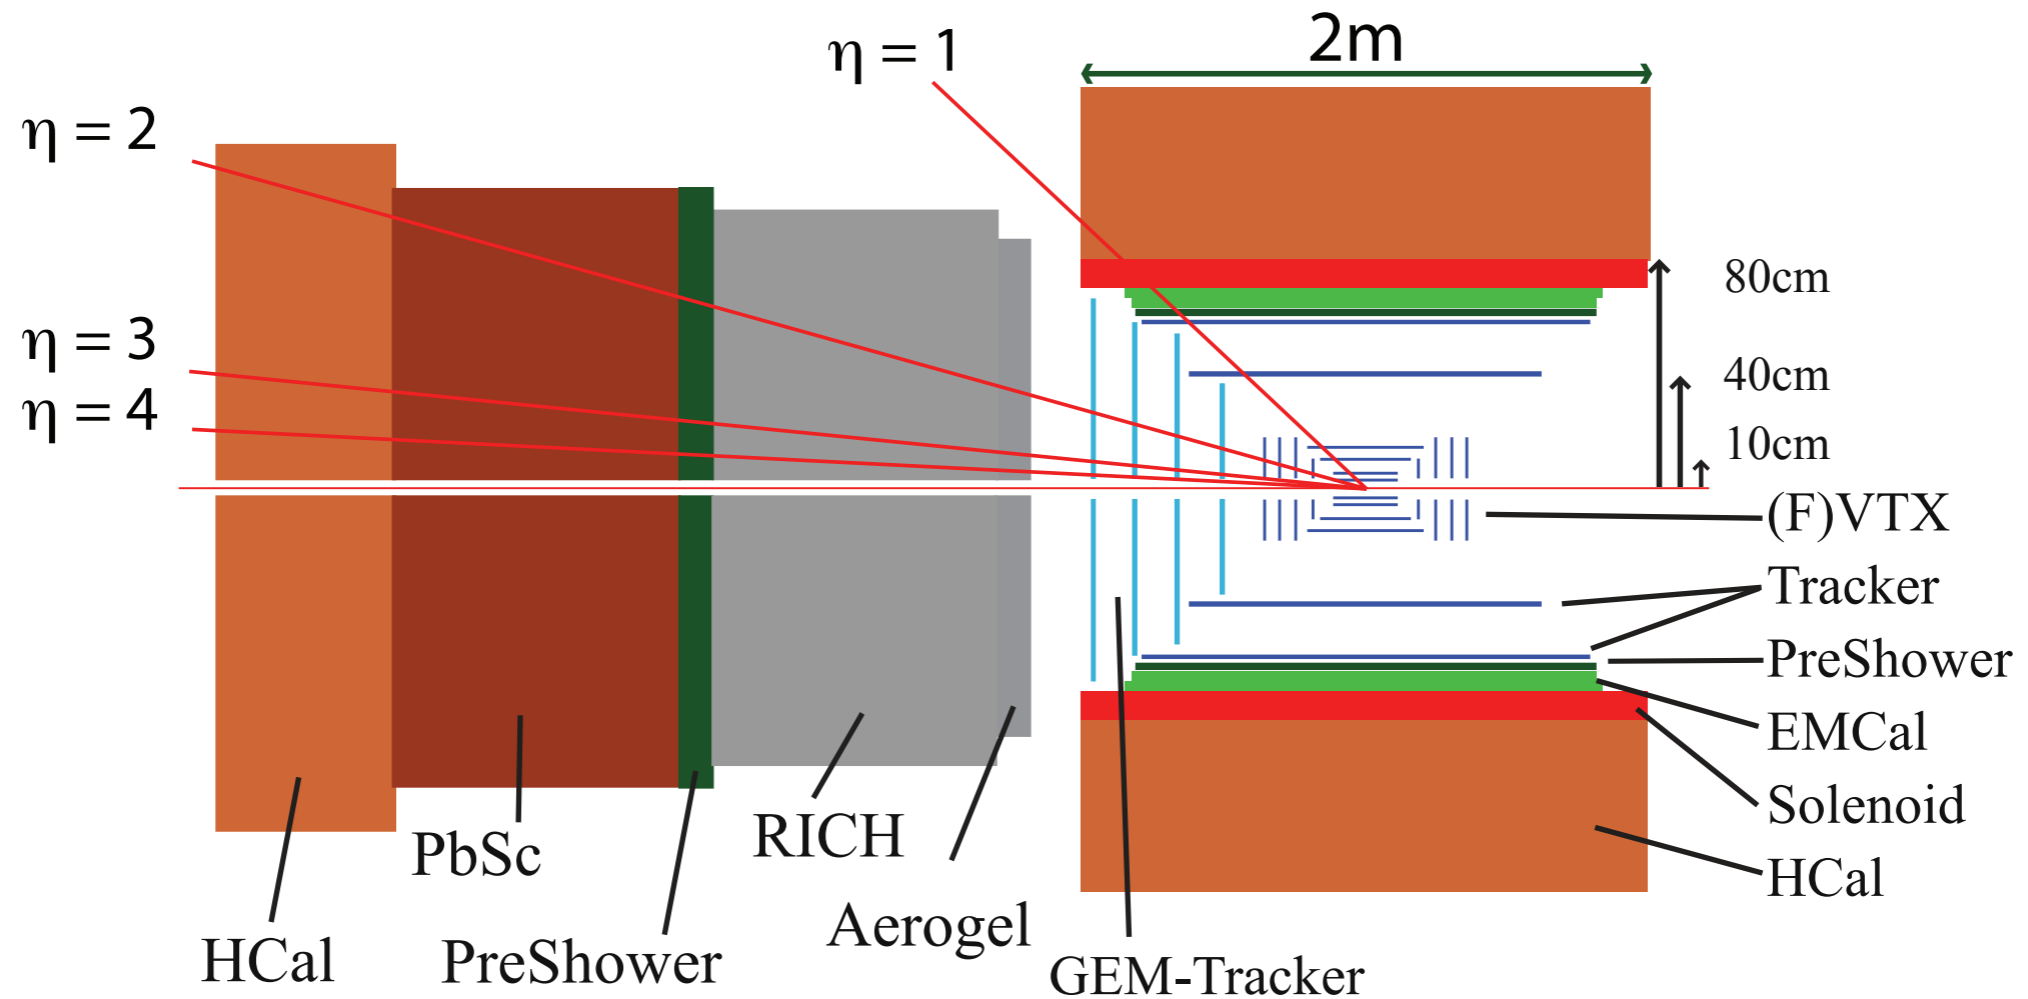 2m
η = 1
η = 2
80cm
η = 3
40cm
η = 4
10cm
(F)VTX
Tracker
PreShower
EMCal
Solenoid
HCal
PbSc
RICH
Aerogel
HCal
PreShower
GEM-Tracker